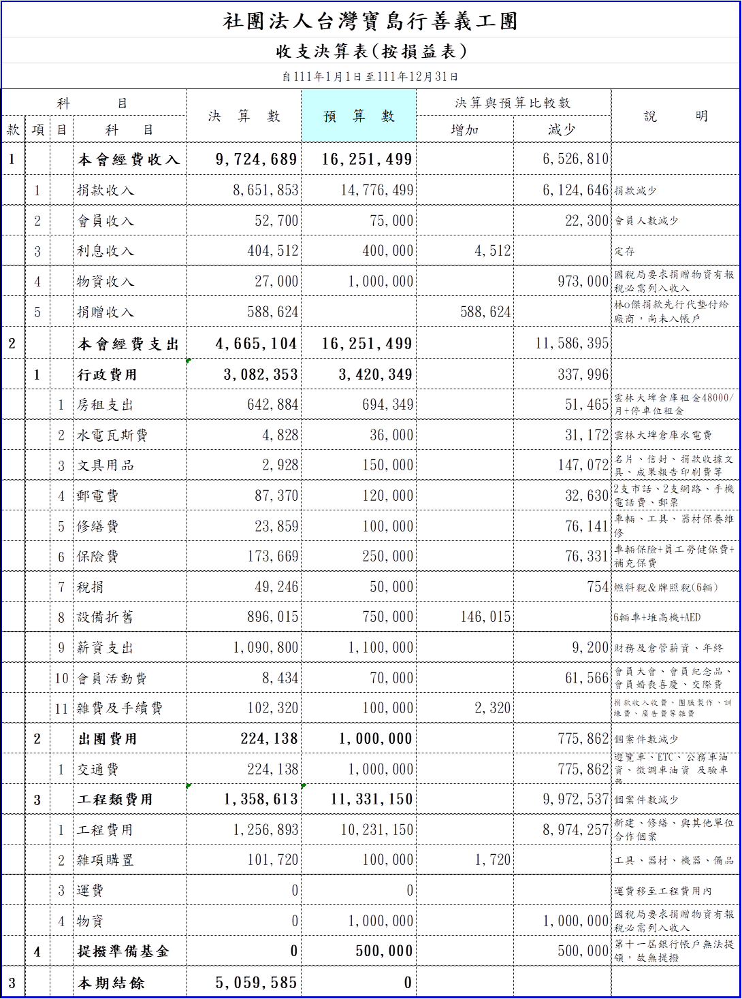 社團法人台灣寶島行善義工團
收支決算表(按損益表)
自111年1月1日至111年12月31日
科 目 決 算 數 預 算 數 決算與預算比較數 說 明
款 項 目 科 目 增加 減少
1 本會經費收入 9,724,689 16,251,499 6,526,810
1 捐款收入 8,651,853 14,776,499 6,124,646 捐款減少
2 會員收入 52,700 75,000 22,300 會員人數減少
3 利息收入 404,512 400,000 4,512 定存
4 物資收入 27,000 1,000,000 973,000 國稅局要求捐贈物資有報
稅必需列入收入
5 捐贈收入 588,624 588,624 林o傑捐款先行代墊付給
廠商，尚未入帳戶
2 本會經費支出 4,665,104 16,251,499 11,586,395
1 行政費用 3,082,353 3,420,349 337,996
1 房租支出 642,884 694,349 51,465 雲林大埤倉庫租金48000/
月+停車位租金
2 水電瓦斯費 4,828 36,000 31,172 雲林大埤倉庫水電費
3 文具用品 2,928 150,000 147,072 名片、信封、捐款收據文
具、成果報告印刷費等
4 郵電費 87,370 120,000 32,630 2支市話、2支網路、手機
電話費、郵票
5 修繕費 23,859 100,000 76,141 車輛、工具、器材保養維
修
6 保險費 173,669 250,000 76,331 車輛保險+員工勞健保費+
補充保費
7 稅捐 49,246 50,000 754 燃料稅&牌照稅(6輛)
8 設備折舊 896,015 750,000 146,015 6輛車+堆高機+AED
9 薪資支出 1,090,800 1,100,000 9,200 財務及倉管薪資、年終
10 會員活動費 8,434 70,000 61,566 會員大會、會員紀念品、
會員婚喪喜慶、交際費
11 雜費及手續費 102,320 100,000 2,320 捐款收入收費、團服製作、訓
練費、廣告費等雜費
2 出團費用 224,138 1,000,000 775,862 個案件數減少
1 交通費 224,138 1,000,000 775,862 遊覽車、ETC、公務車油
資、微調車油資 及驗車
費
3 工程類費用 1,358,613 11,331,150 9,972,537 個案件數減少
1 工程費用 1,256,893 10,231,150 8,974,257 新建、修繕、與其他單位
合作個案
2 雜項購置 101,720 100,000 1,720 工具、器材、機器、備品
3 運費 0 0 運費移至工程費用內
4 物資 0 1,000,000 1,000,000 國稅局要求捐贈物資有報
稅必需列入收入
4 提撥準備基金 0 500,000 500,000 第十一屆銀行帳戶無法提
領，故無提撥
3 本期結餘 5,059,585 0